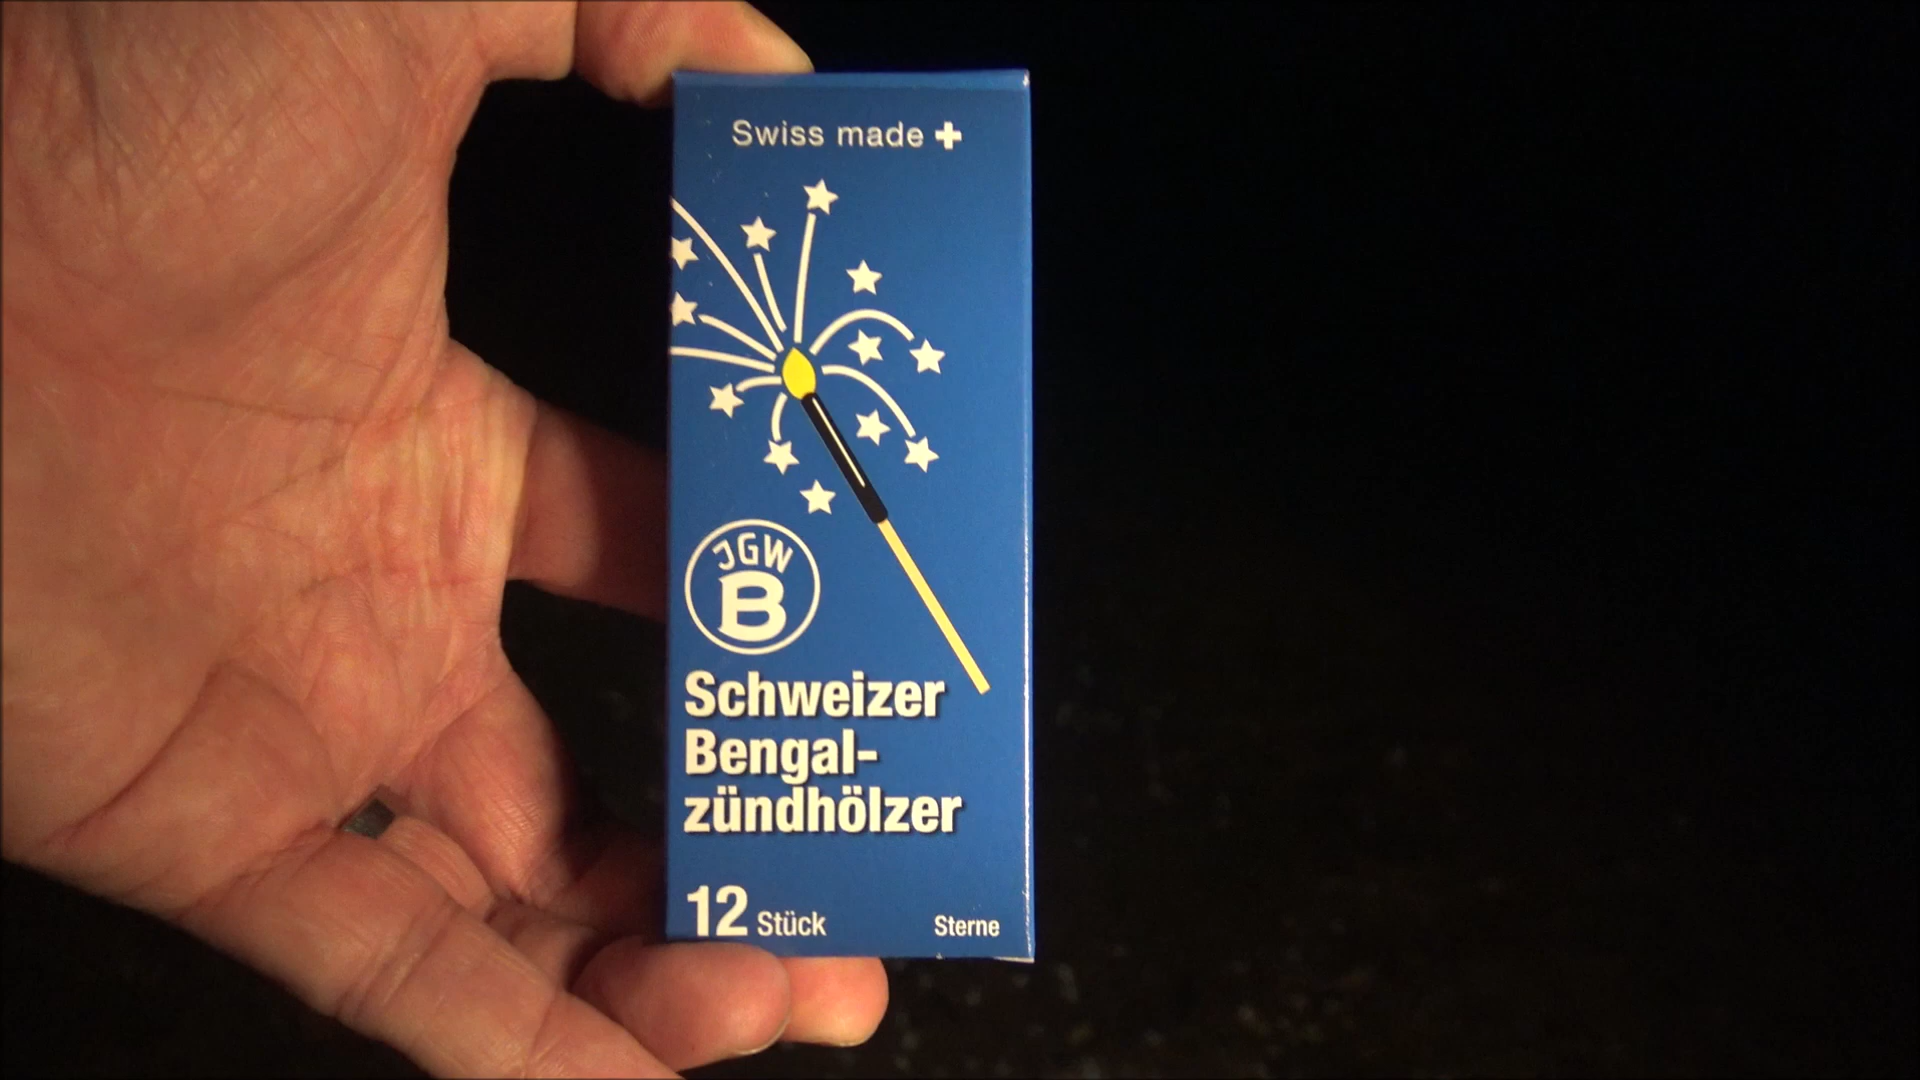 Swiss made
JGW
B
Schweizer
Bengal-
zündhölzer
12 Stück
Sterne